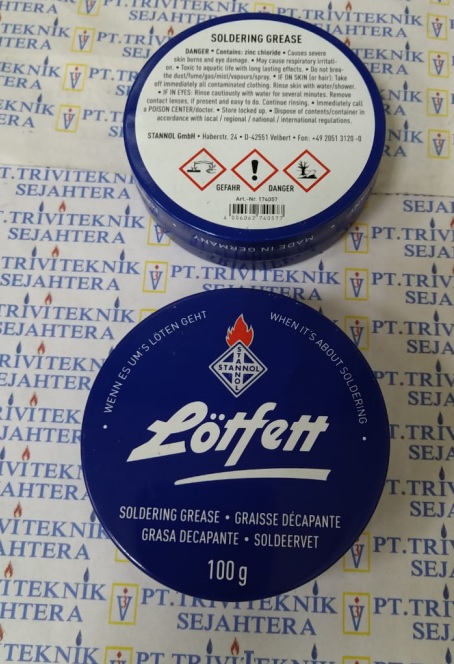 SOLDERING GREASE
DANGER • Contains: zinc chloride • Causes severe
skin burns and eye damage. • May cause respiratory irritati-
on. • Toxic to aquatic life with long lasting effects. • Do not brea-
the dust/fume/gas/mist/vapours/spray. • IF ON SKIN (or hair): Take
off immediately all contaminated clothing. Rinse skin with water/shower.
• IF IN EYES: Rinse cautiously with water for several minutes. Remove
contact lenses, if present and easy to do. Continue rinsing. • Immediately call
a POISON CENTER/doctor. • Store locked up. • Dispose of contents/container in
accordance with local / regional / national / international regulations.
STANNOL GmbH • Haberstr. 24 • D-42551 Velbert • Fon: +49 2051 3120 -0
GEFAHR DANGER
Art.-Nr. 174057
MADE IN GERMANY
WENN ES UM'S LÖTEN GEHT
WHEN IT'S ABOUT SOLDERING
STANNOL
STANNOL
Lötfett
SOLDERING GREASE • GRAISSE DÉCAPANTE
GRASA DECAPANTE • SOLDEERVET
100 g
PT.TRIVITEKNIK
SEJAHTERA